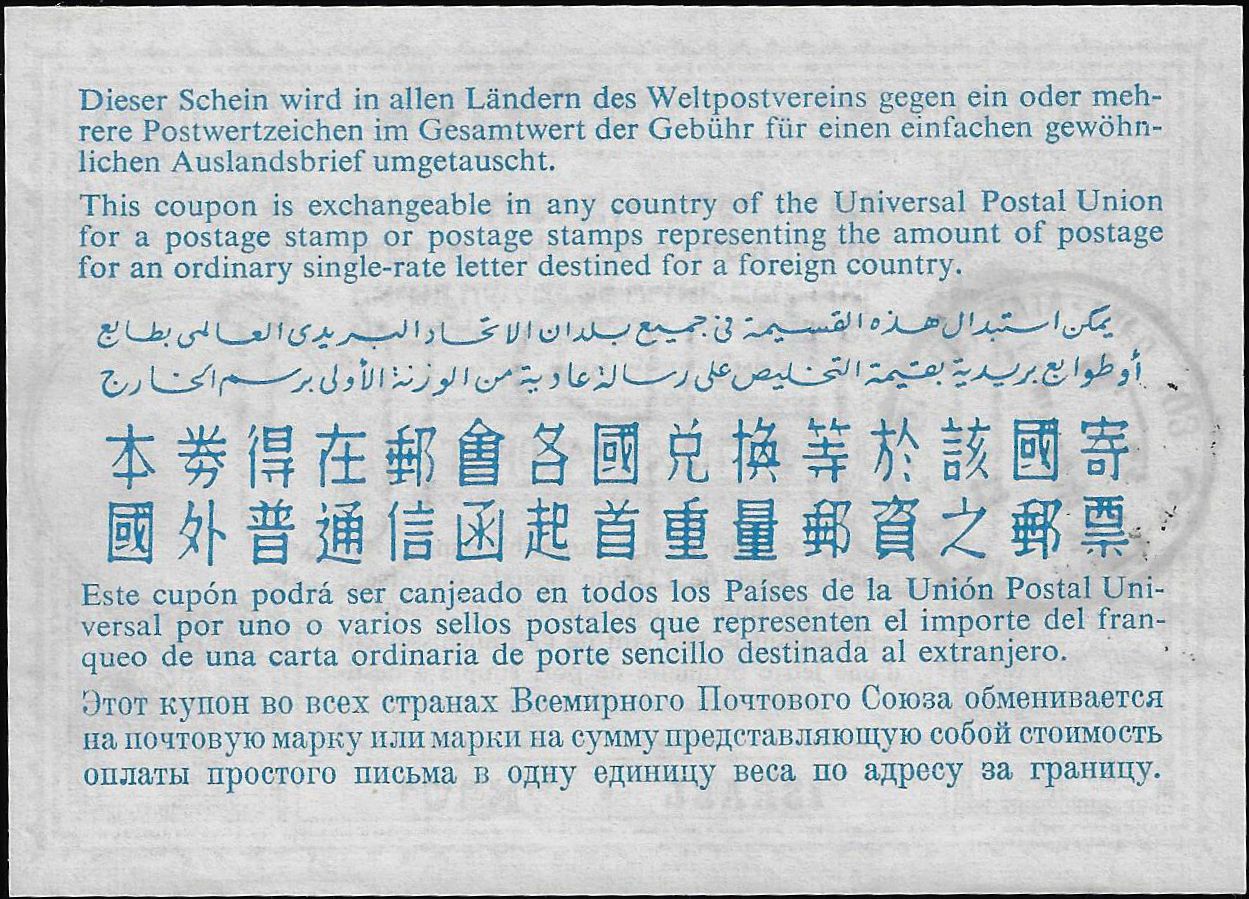 Dieser Schein wird in allen Ländern des Weltpostvereins gegen ein oder meh-
rere Postwertzeichen im Gesamtwert der Gebühr für einen einfachen gewöhn-
lichen Auslandsbrief umgetauscht.
This coupon is exchangeable in any country of the Universal Postal Union
for a postage stamp or postage stamps representing the amount of postage
for an ordinary single-rate letter destined for a foreign country.
يمكن استبدال هذه القسيمة في جميع بلدان الاتحاد البريدى العالمى بطابع
أو طوابع بريدية بقيمة التخليص على رسالة عادية من الوزنة الأولى برسم الخارج
本券得在郵會各國兌換等於該國寄
國外普通信函起首重量郵資之郵票
Este cupón podrá ser canjeado en todos los Países de la Unión Postal Uni-
versal por uno o varios sellos postales que representen el importe del fran-
queo de una carta ordinaria de porte sencillo destinada al extranjero.
Этот купон во всех странах Всемирного Почтового Союза обменивается
на почтовую марку или марки на сумму представляющую собой стоимость
оплаты простого письма в одну единицу веса по адресу за границу.